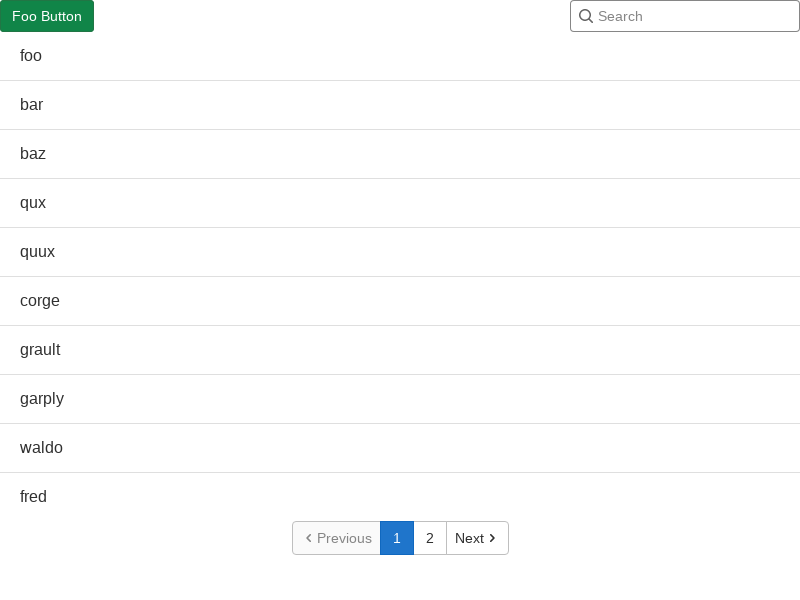 Foo Button Search
foo
bar
baz
qux
quux
corge
grault
garply
waldo
fred
Previous 1 2 Next